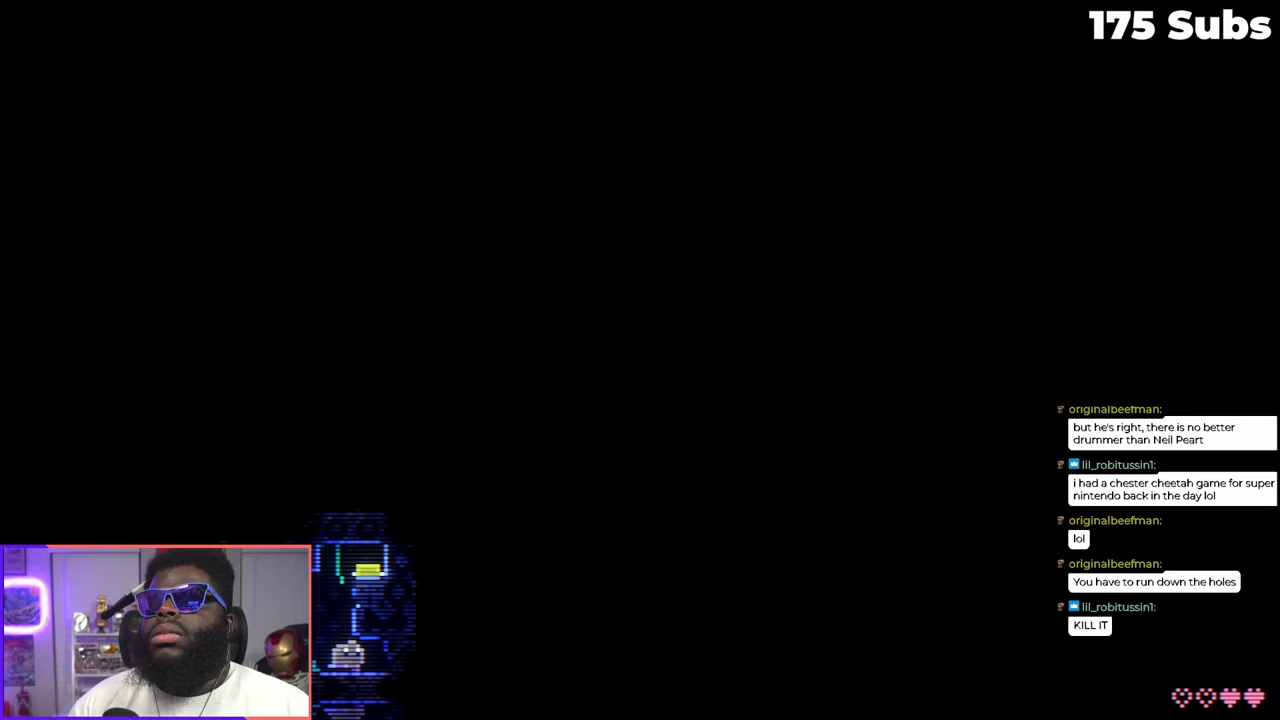 175 Subs
originalbeefman:
but he's right, there is no better
drummer than Neil Peart
lil_robitussin1:
i had a chester cheetah game for super
nintendo back in the day lol
originalbeefman:
lol
originalbeefman:
You have to run down the holes
lil_robitussin1:
KILL IT